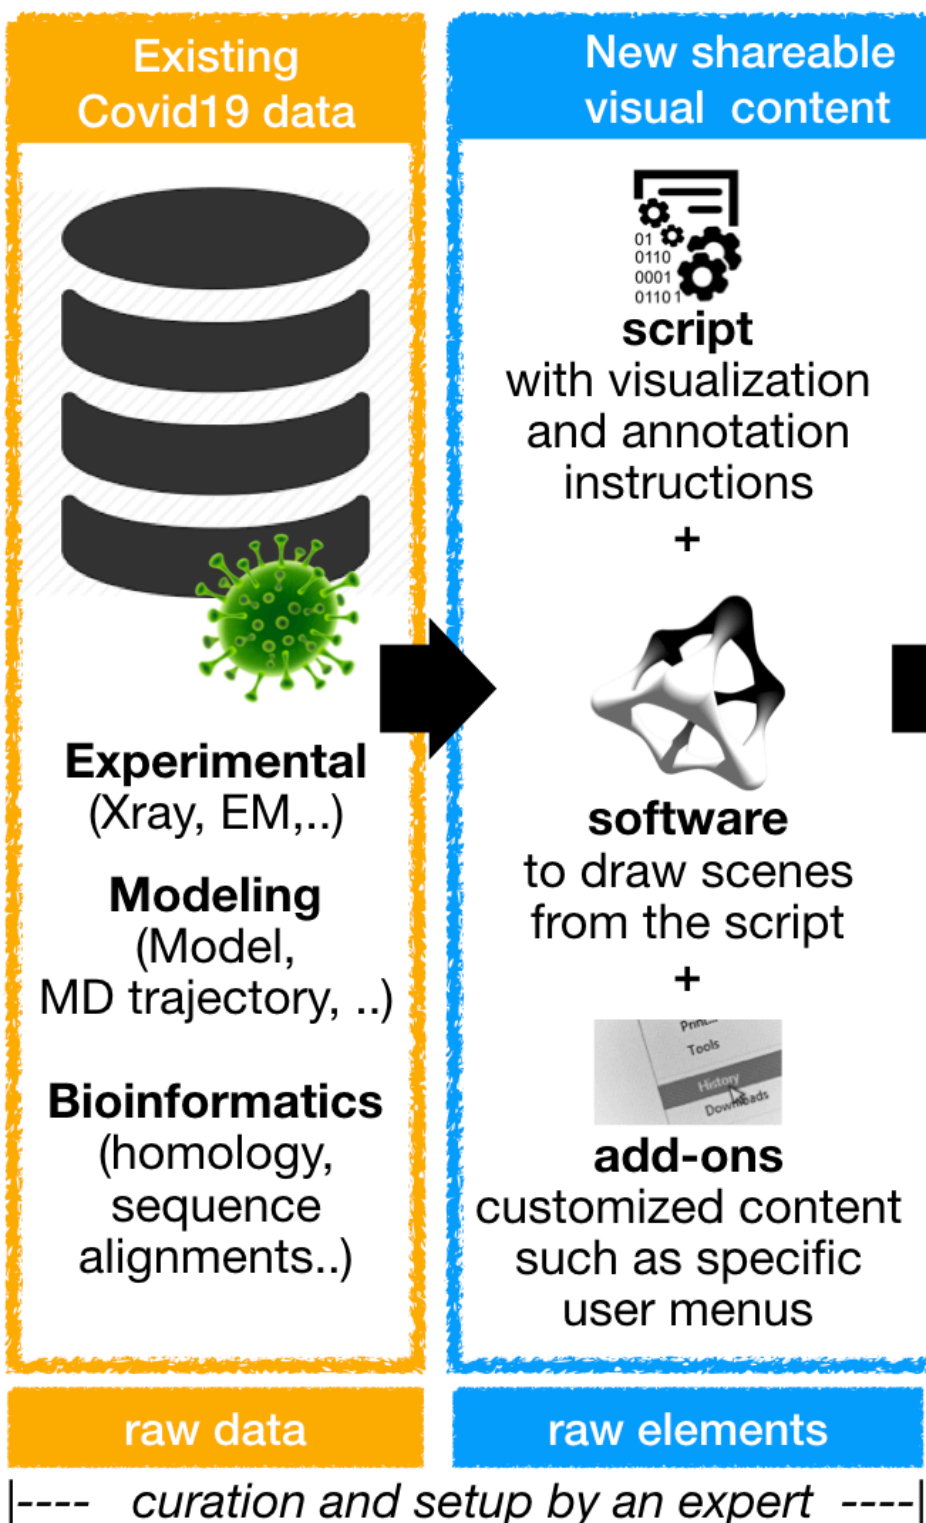 Existing
Covid19 data
Experimental
(Xray, EM,..)
Modeling
(Model,
MD trajectory, ..)
Bioinformatics
(homology,
sequence
alignments..)
raw data
New shareable
visual content
01
0110
0001
01101
script
with visualization
and annotation
instructions
+
software
to draw scenes
from the script
+
Print...
Tools
History
Downloads
add-ons
customized content
such as specific
user menus
raw elements
|---- curation and setup by an expert ----|